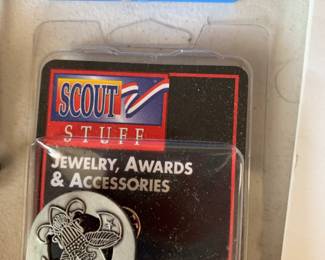 SCOUT
STUFF
JEWELRY, AWARDS
& ACCESSORIES